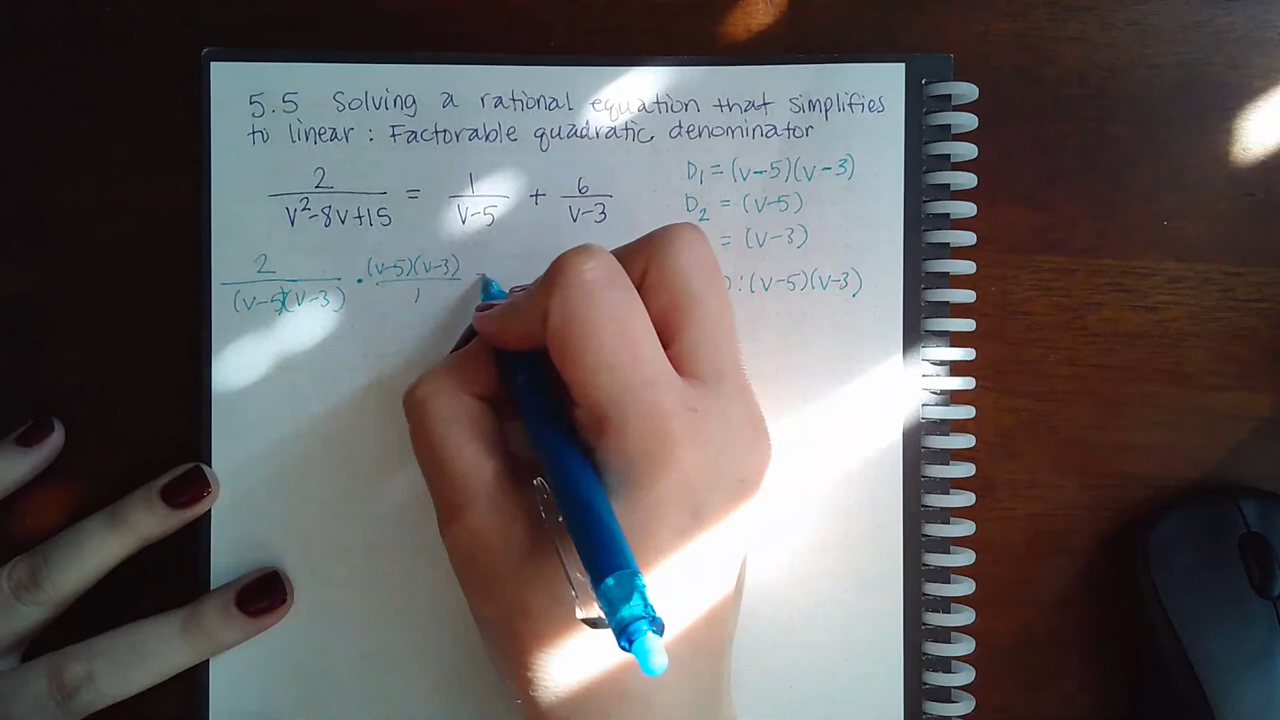 5.5 Solving a rational equation that simplifies
to linear : Factorable quadratic denominator
2/(v²-8v+15) = 1/(v-5) + 6/(v-3)
D₁ = (v-5)(v-3)
D₂ = (v-5)
= (v-3)
2/((v-5)(v-3)) · (v-5)(v-3)/1
: (v-5)(v-3)